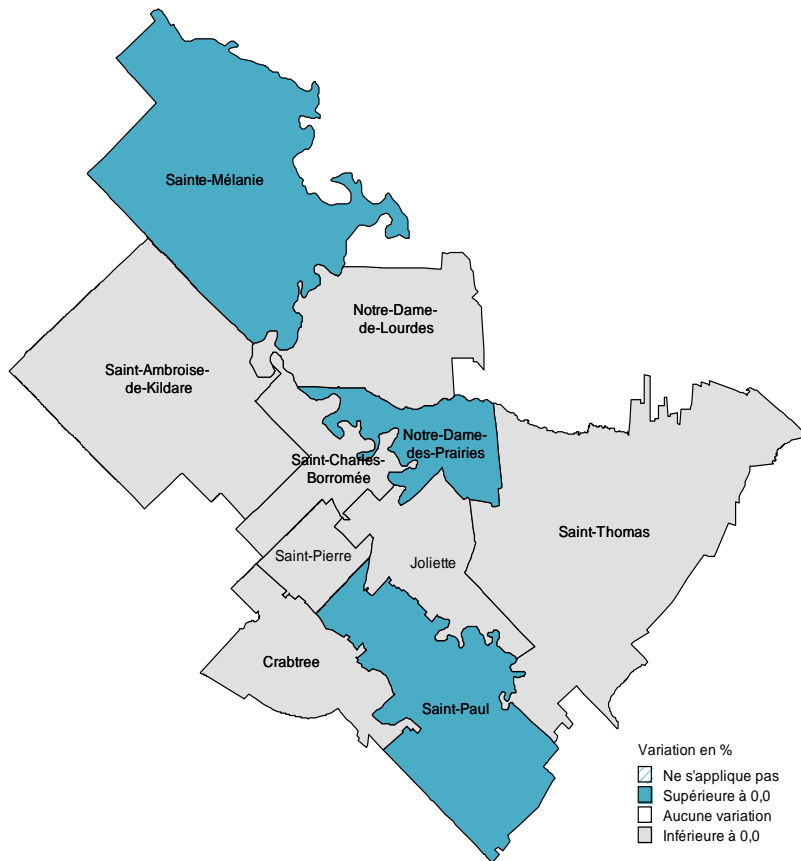 Sainte-Mélanie
Notre-Dame-
de-Lourdes
Saint-Ambroise-
de-Kildare
Notre-Dame-
des-Prairies
Saint-Charles-
Borromée
Saint-Thomas
Saint-Pierre
Joliette
Crabtree
Saint-Paul
Variation en %
Ne s'applique pas
Supérieure à 0,0
Aucune variation
Inférieure à 0,0